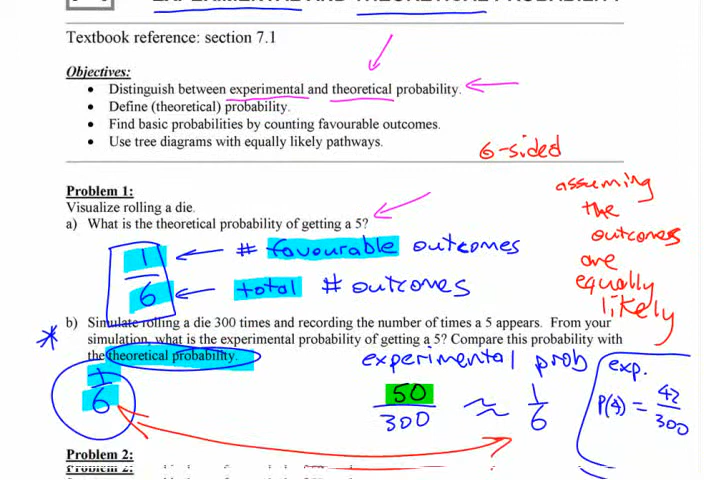 EXPERIMENTAL AND THEORETICAL PROBABILITY
Textbook reference: section 7.1
Objectives:
• Distinguish between experimental and theoretical probability.
• Define (theoretical) probability.
• Find basic probabilities by counting favourable outcomes.
• Use tree diagrams with equally likely pathways.
6-sided
assuming
the
outcomes
are
equally
likely
Problem 1:
Visualize rolling a die.
a) What is the theoretical probability of getting a 5?
1 ← # favourable outcomes
6 ← total # outcomes
b) Simulate rolling a die 300 times and recording the number of times a 5 appears. From your
simulation, what is the experimental probability of getting a 5? Compare this probability with
the theoretical probability.
1
6
experimental prob
50/300 ≈ 1/6
exp.
P(4) = 42/300
Problem 2: